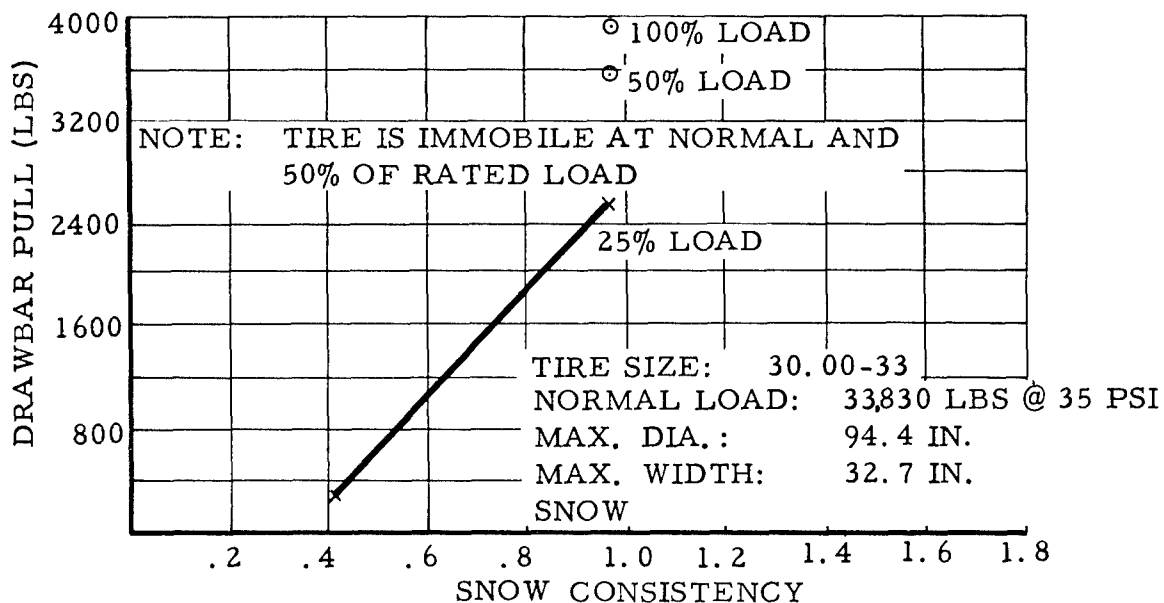 4000
3200
2400
1600
800
DRAWBAR PULL (LBS)
100% LOAD
50% LOAD
NOTE: TIRE IS IMMOBILE AT NORMAL AND
50% OF RATED LOAD
25% LOAD
TIRE SIZE: 30.00-33
NORMAL LOAD: 33,830 LBS @ 35 PSI
MAX. DIA.: 94.4 IN.
MAX. WIDTH: 32.7 IN.
SNOW
.2 .4 .6 .8 1.0 1.2 1.4 1.6 1.8
SNOW CONSISTENCY